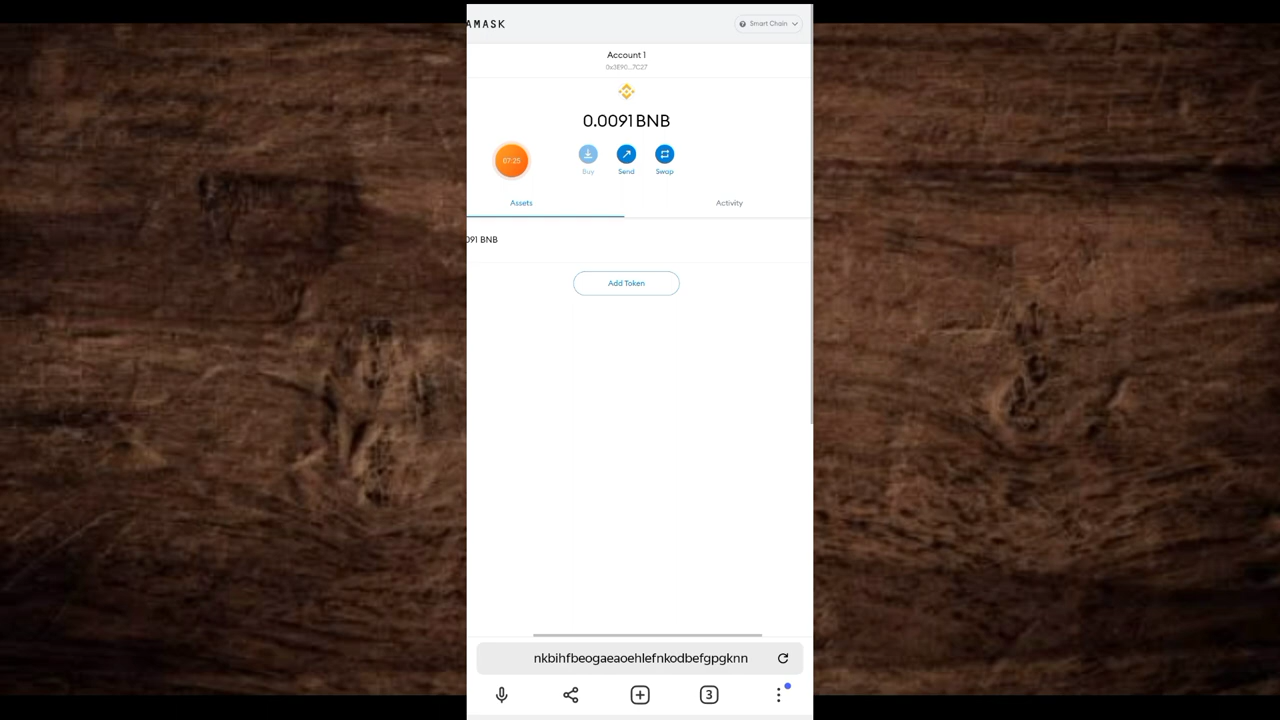 AMASK
Smart Chain
Account 1
0x3E90...7C27
0.0091 BNB
07:25
Buy
Send
Swap
Assets
Activity
091 BNB
Add Token
nkbihfbeogaeaoehlefnkodbefgpgknn
3